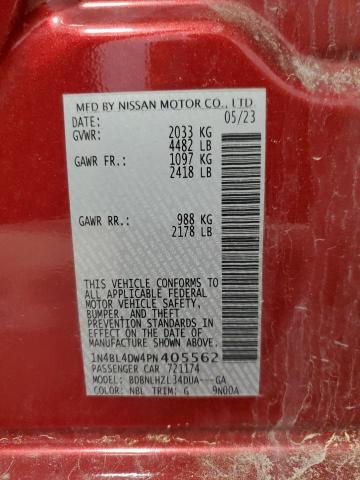 MFD BY NISSAN MOTOR CO., LTD.
DATE: 05/23
GVWR: 2033 KG
4482 LB
GAWR FR.: 1097 KG
2418 LB
GAWR RR.: 988 KG
2178 LB
THIS VEHICLE CONFORMS TO
ALL APPLICABLE FEDERAL
MOTOR VEHICLE SAFETY,
BUMPER, AND THEFT
PREVENTION STANDARDS IN
EFFECT ON THE DATE OF
MANUFACTURE SHOWN ABOVE.
1N4BL4DW4PN405562
PASSENGER CAR 721174
MODEL: BDBNLHZL34DUA---GA
COLOR: NBL TRIM: G 9N00A